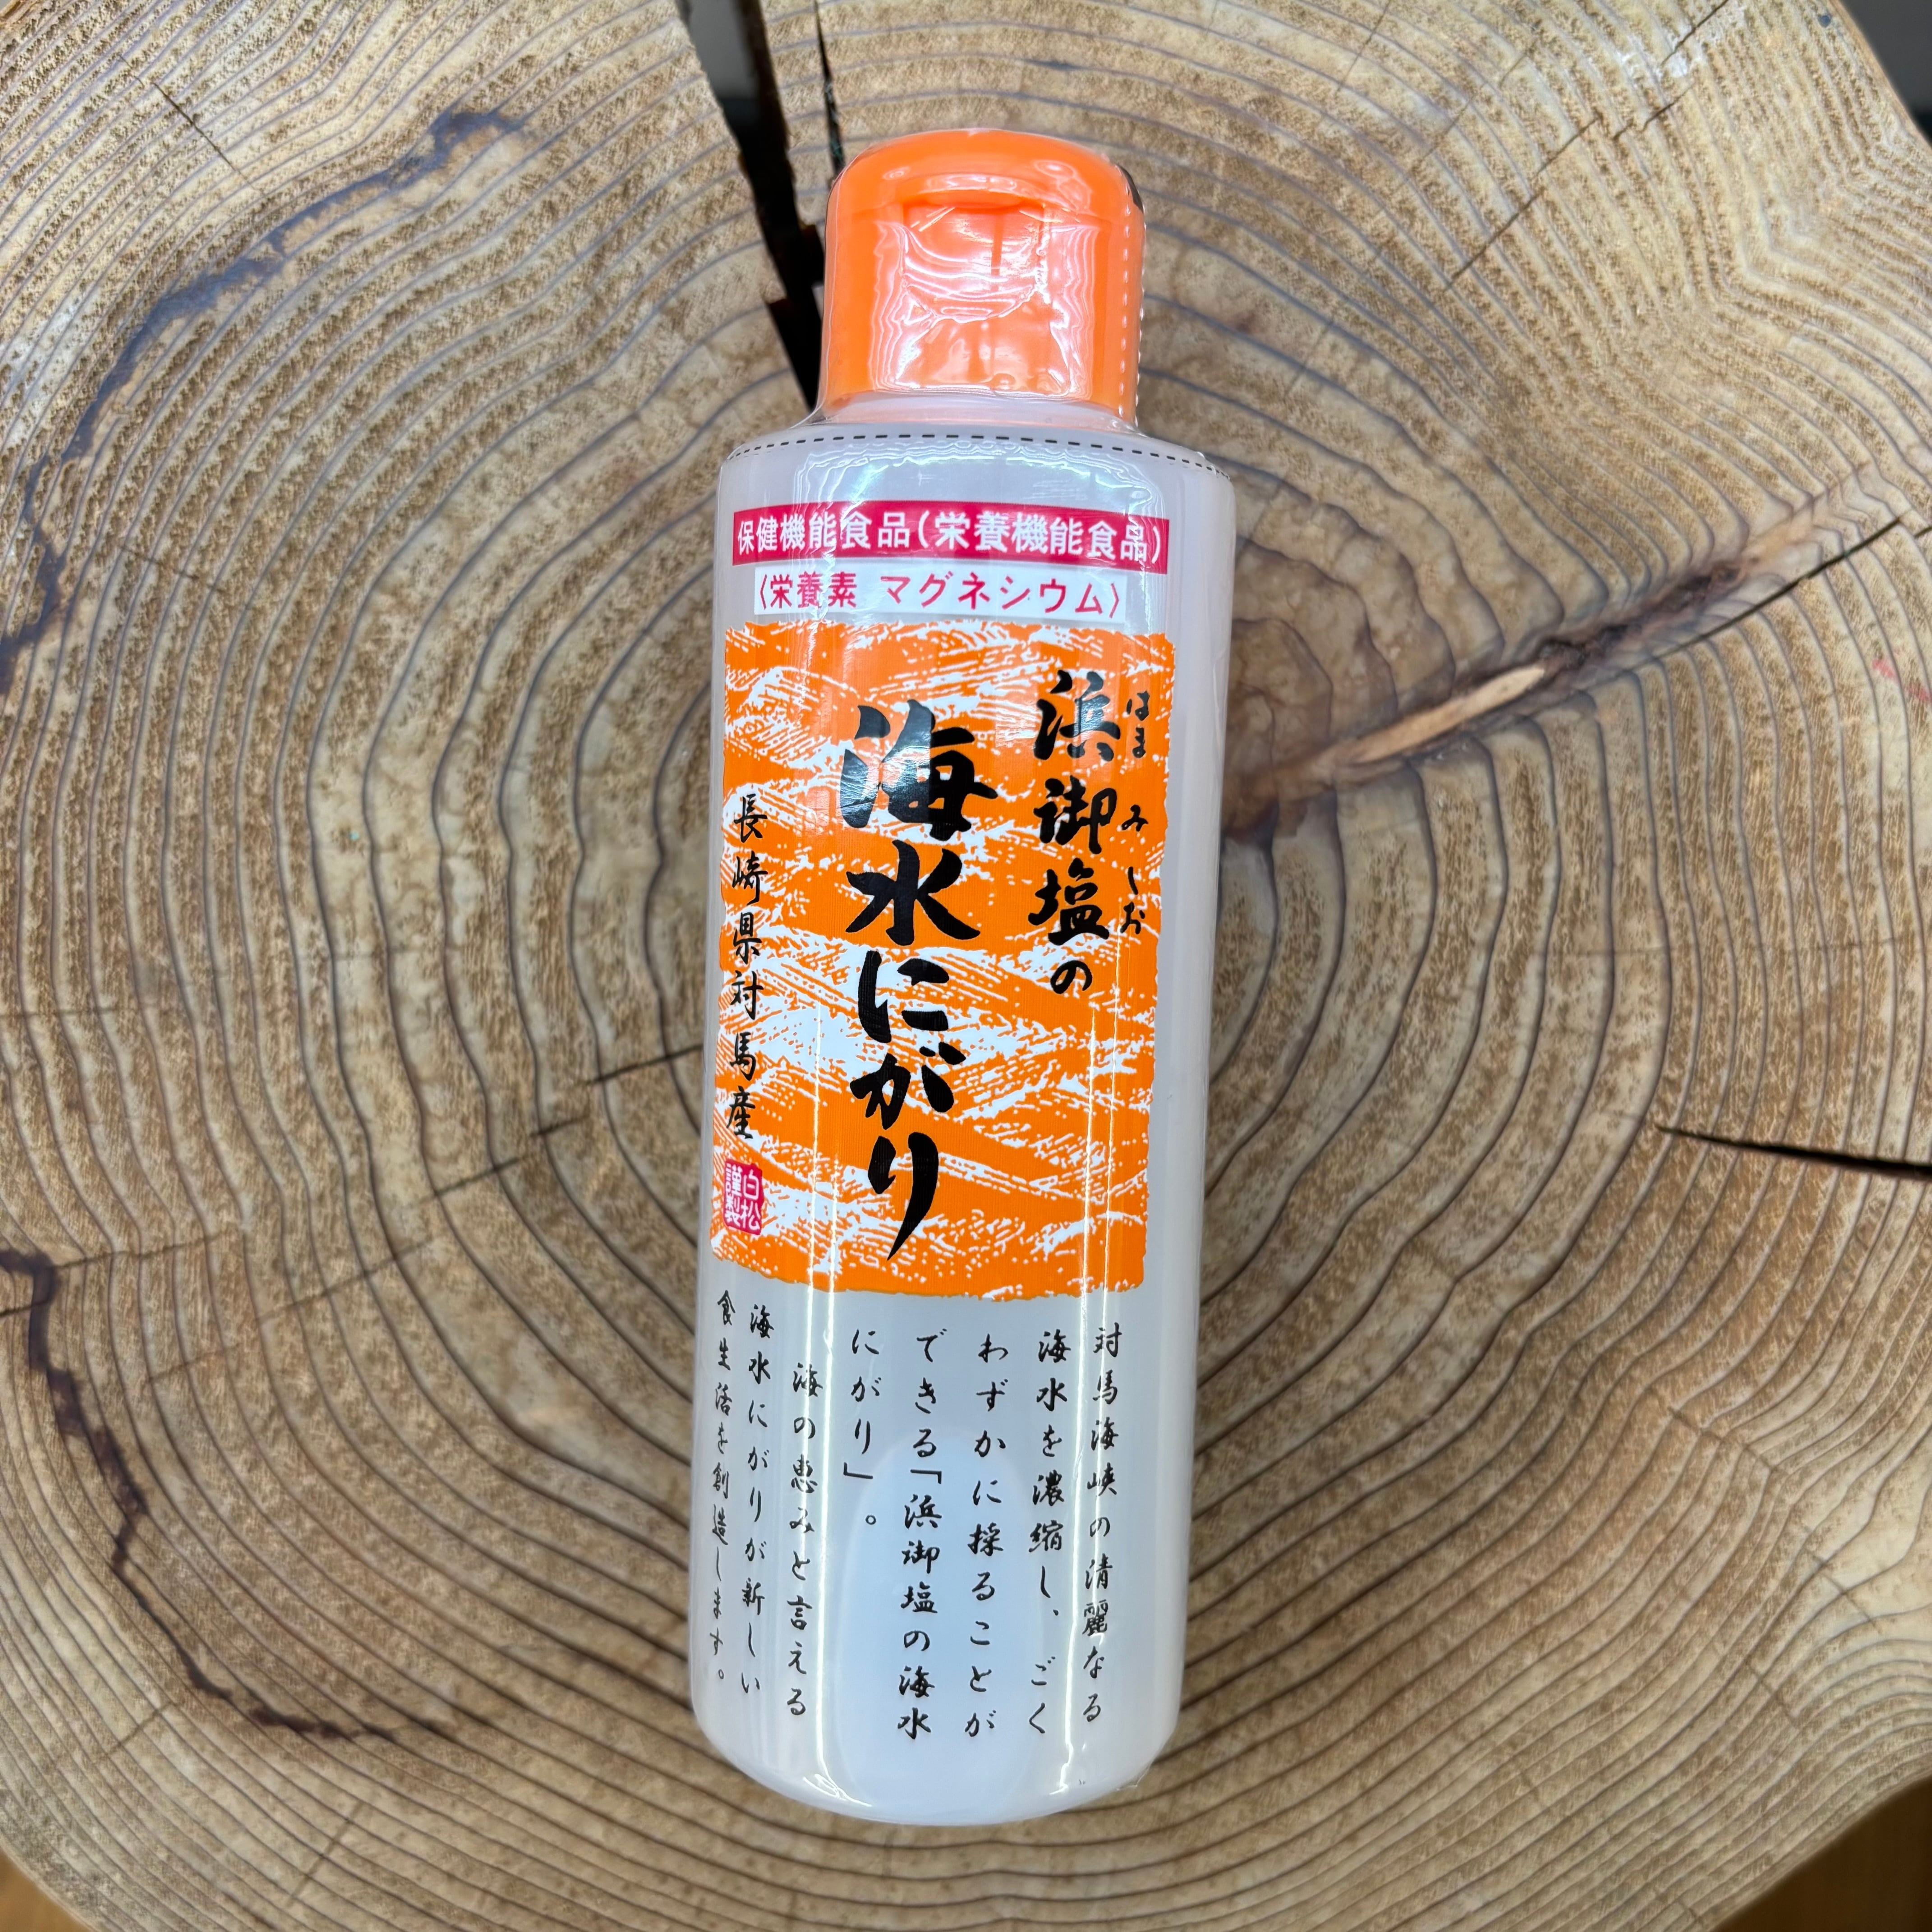 保健機能食品(栄養機能食品)
〈栄養素 マグネシウム〉
浜御塩の
はまみしお
海水にがり
長崎県対馬産
白松
謹製
対馬海峡の清麗なる
海水を濃縮し、ごく
わずかに採ることが
できる「浜御塩の海水
にがり」。
海の恵みと言える
海水にがりが新しい
食生活を創造します。